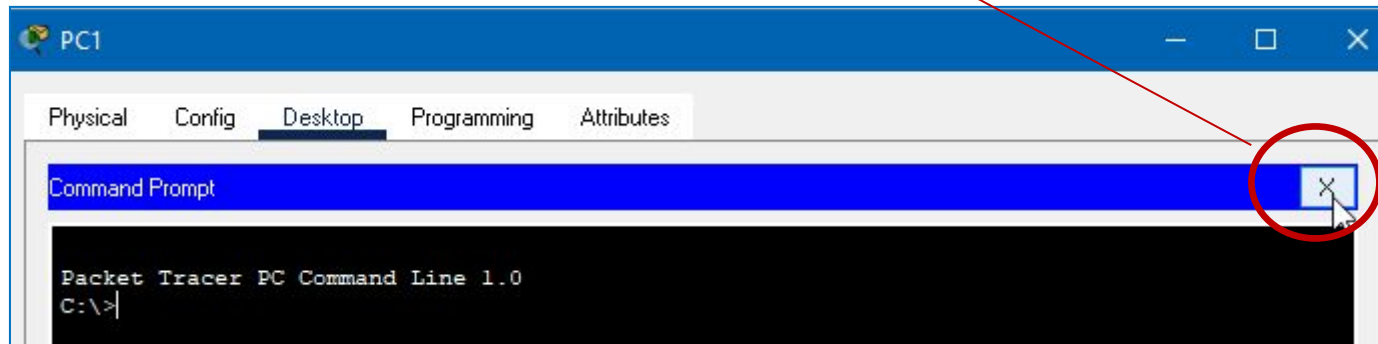 PC1
Physical Config Desktop Programming Attributes
Command Prompt X
Packet Tracer PC Command Line 1.0
C:\>